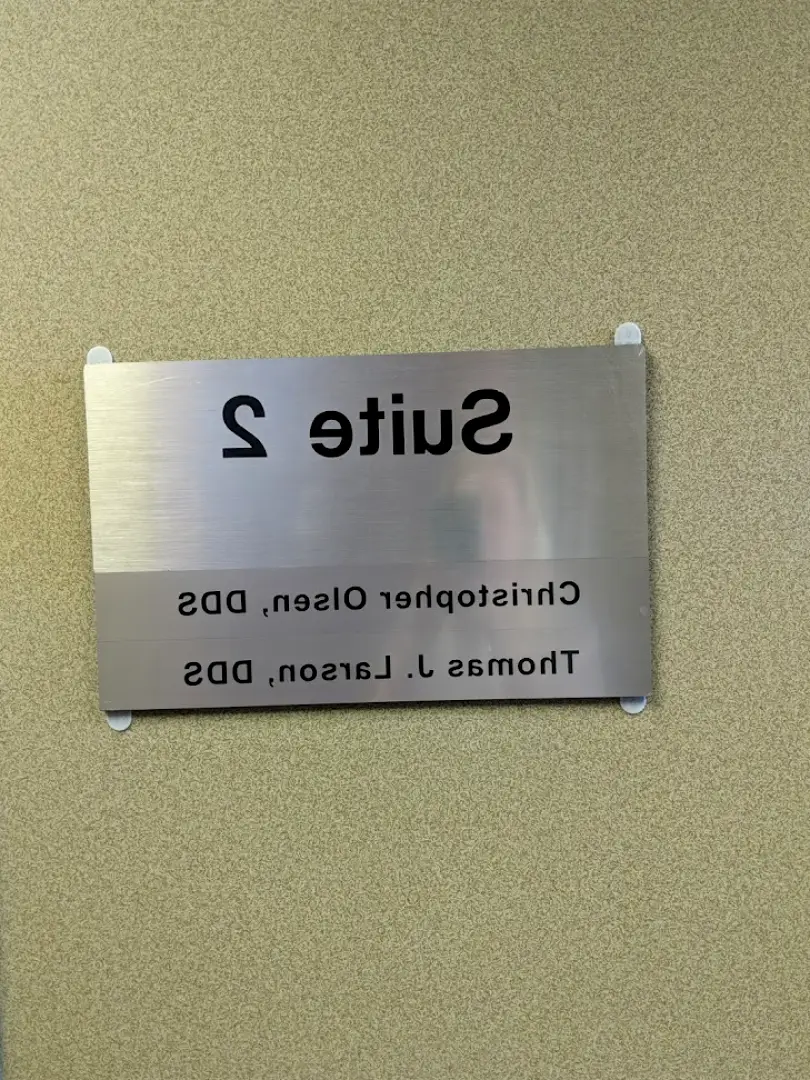 Suite 2
Christopher Olsen, DDS
Thomas J. Larson, DDS